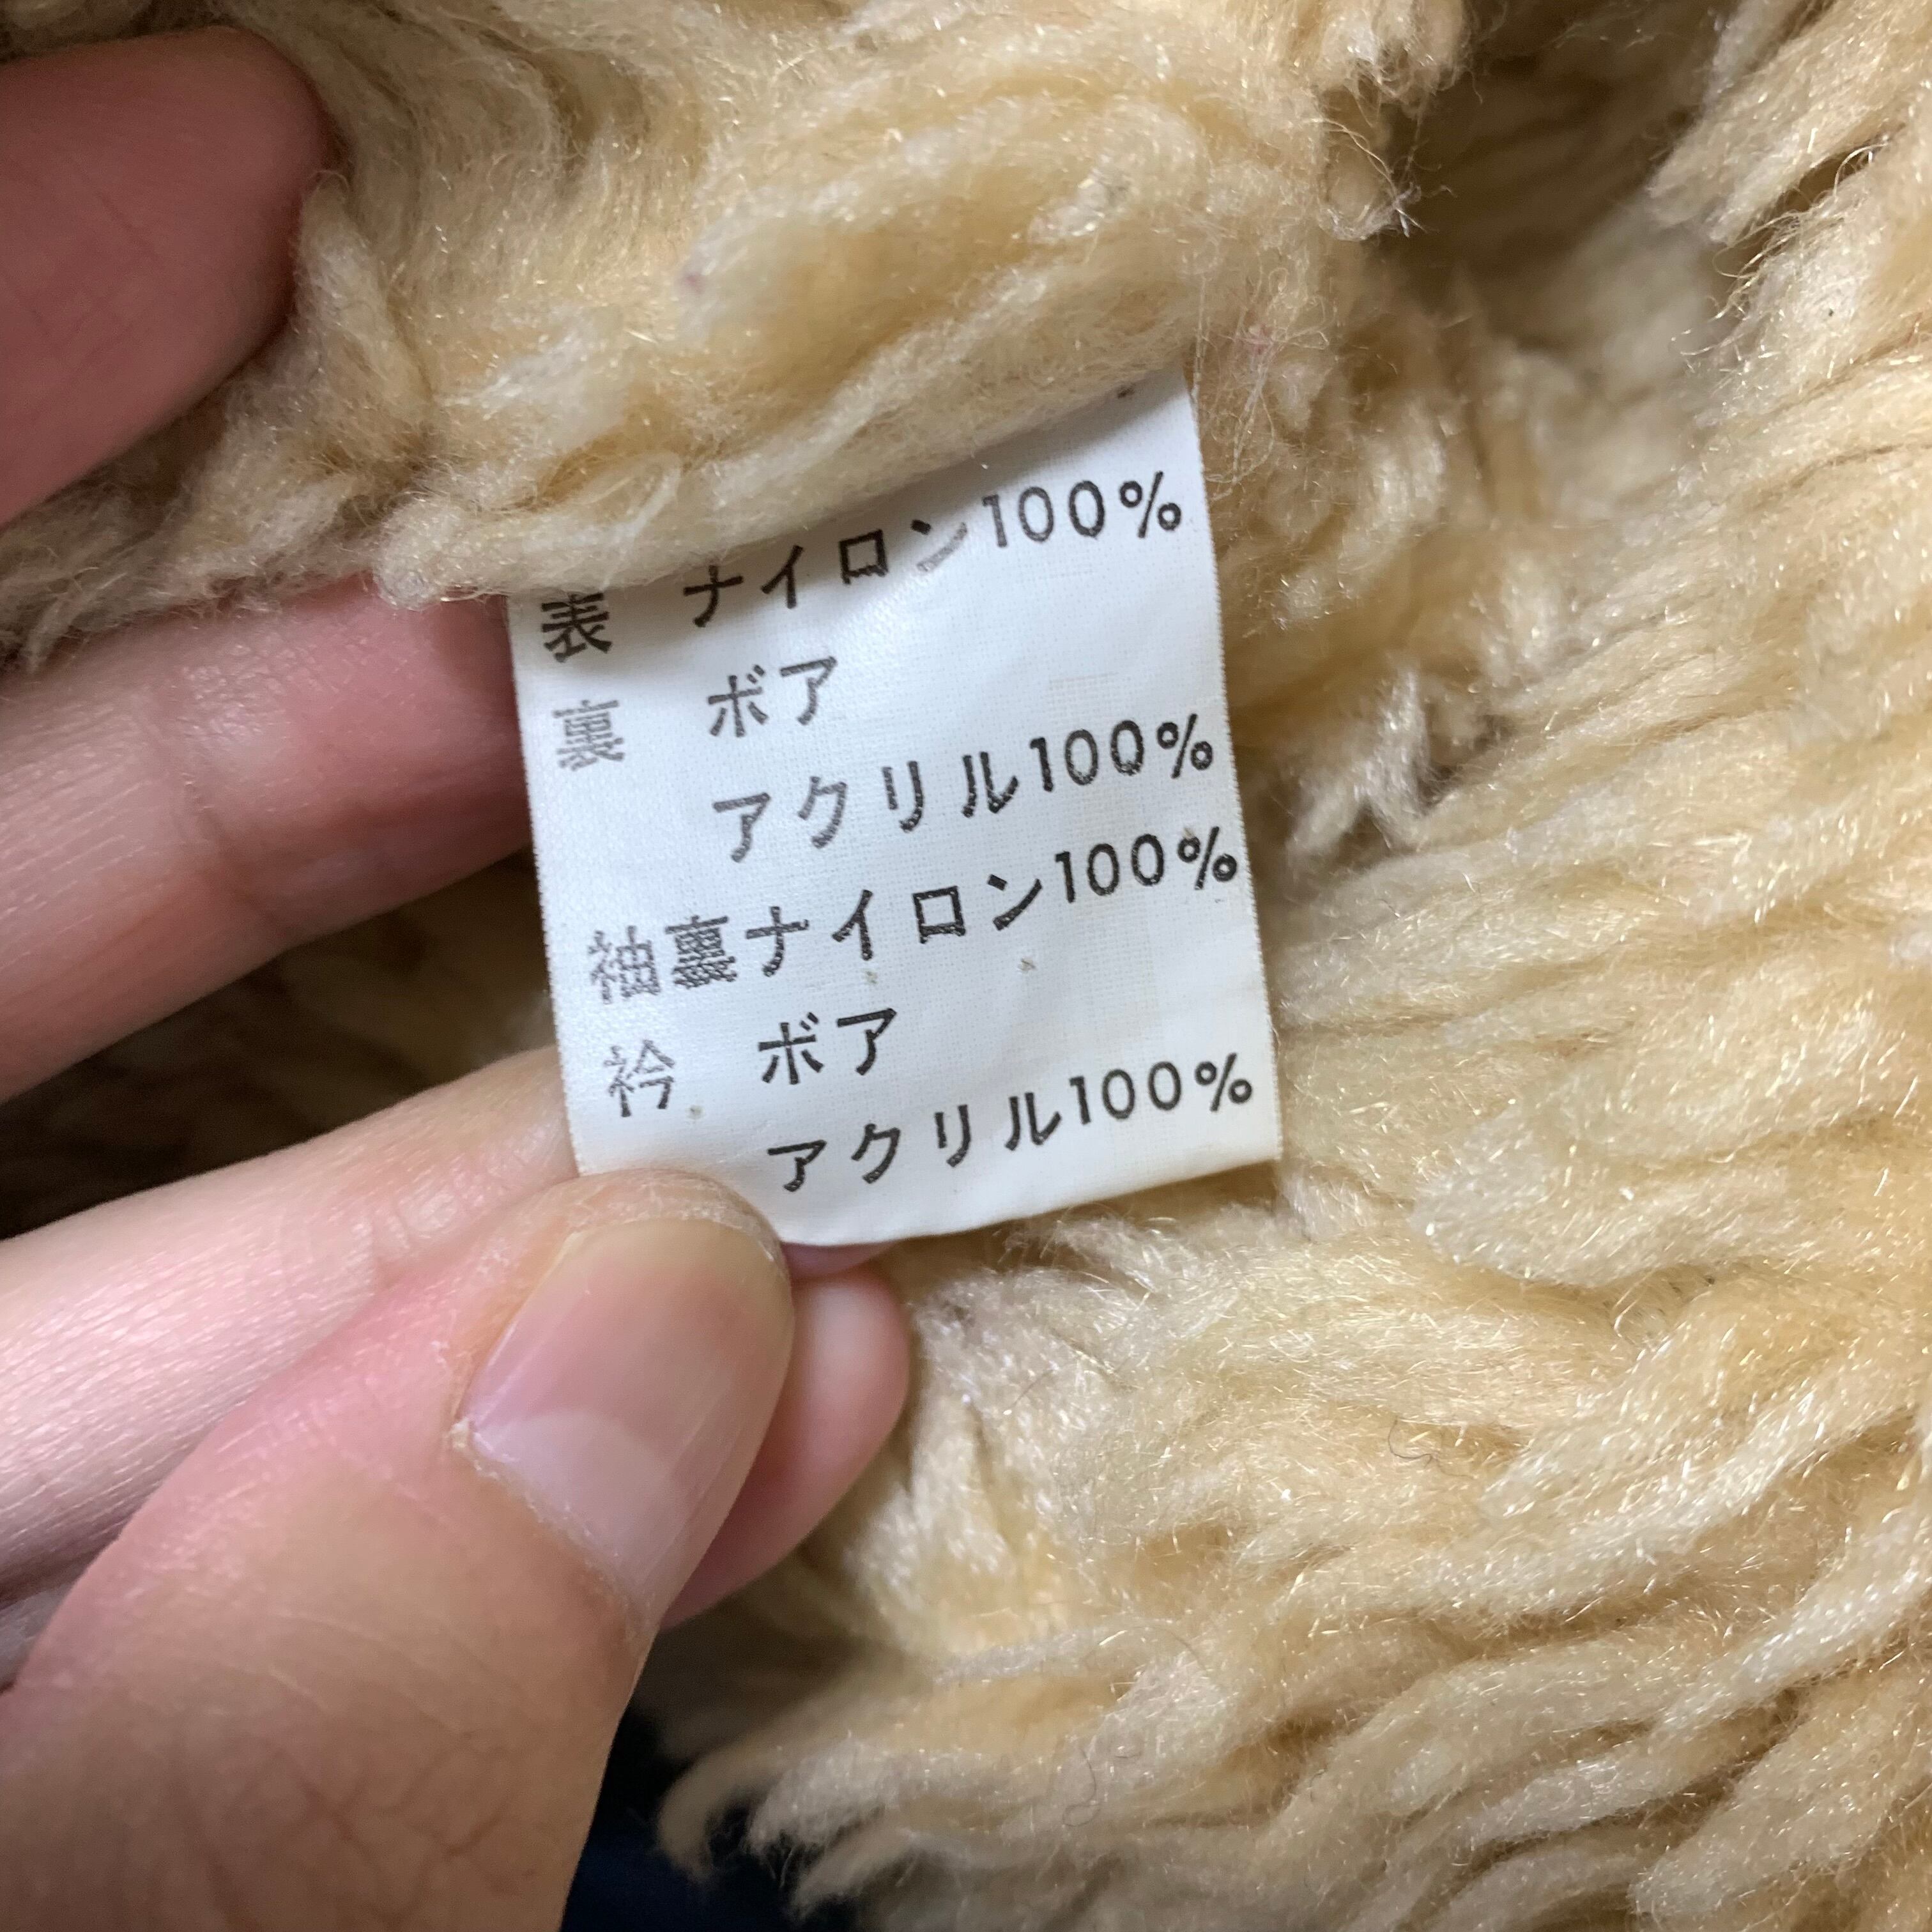 表 ナイロン100%
裏 ボア
アクリル100%
袖裏ナイロン100%
衿 ボア
アクリル100%